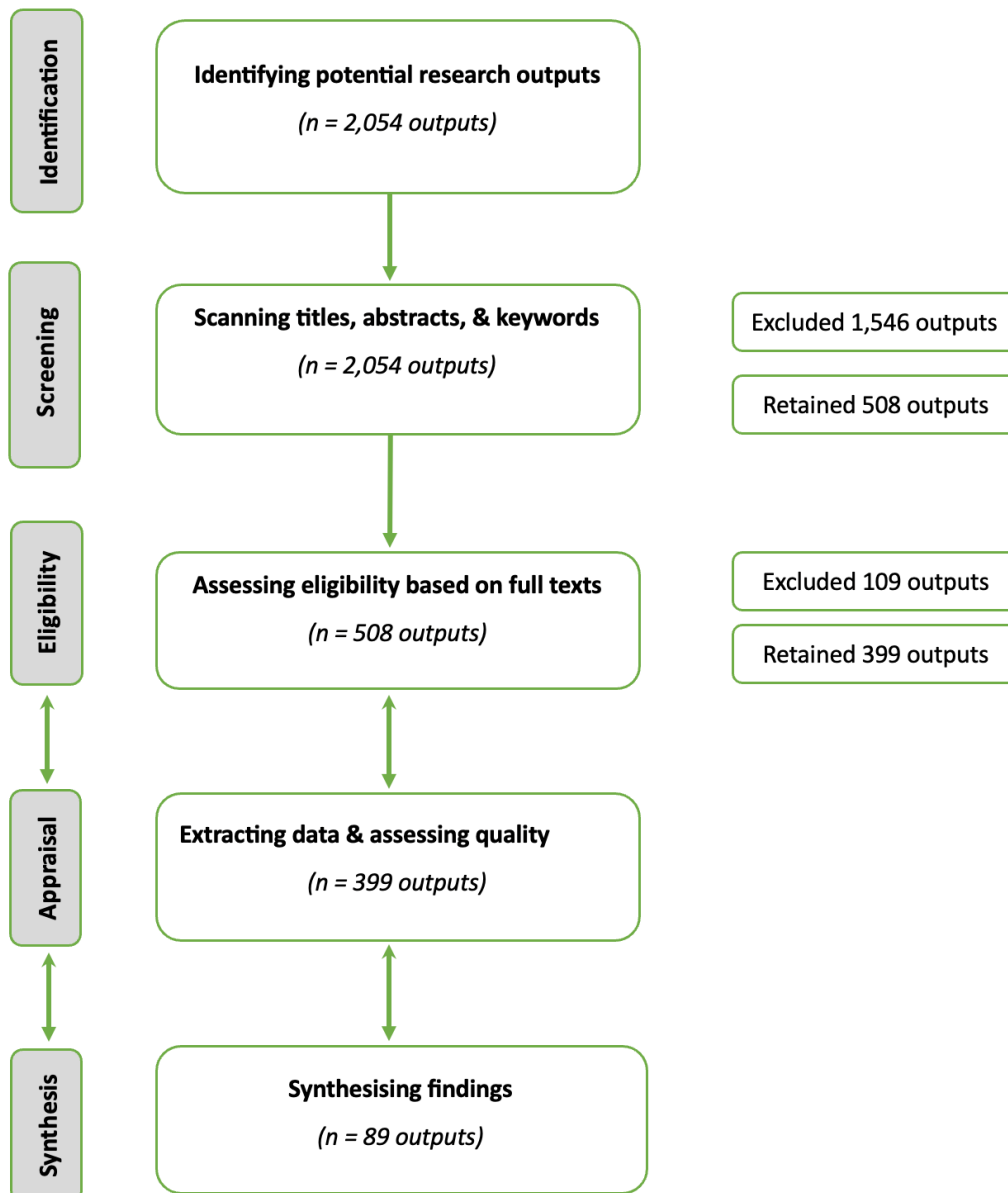 Identification
Identifying potential research outputs
(n = 2,054 outputs)
Screening
Scanning titles, abstracts, & keywords
(n = 2,054 outputs)
Excluded 1,546 outputs
Retained 508 outputs
Eligibility
Assessing eligibility based on full texts
(n = 508 outputs)
Excluded 109 outputs
Retained 399 outputs
Appraisal
Extracting data & assessing quality
(n = 399 outputs)
Synthesis
Synthesising findings
(n = 89 outputs)